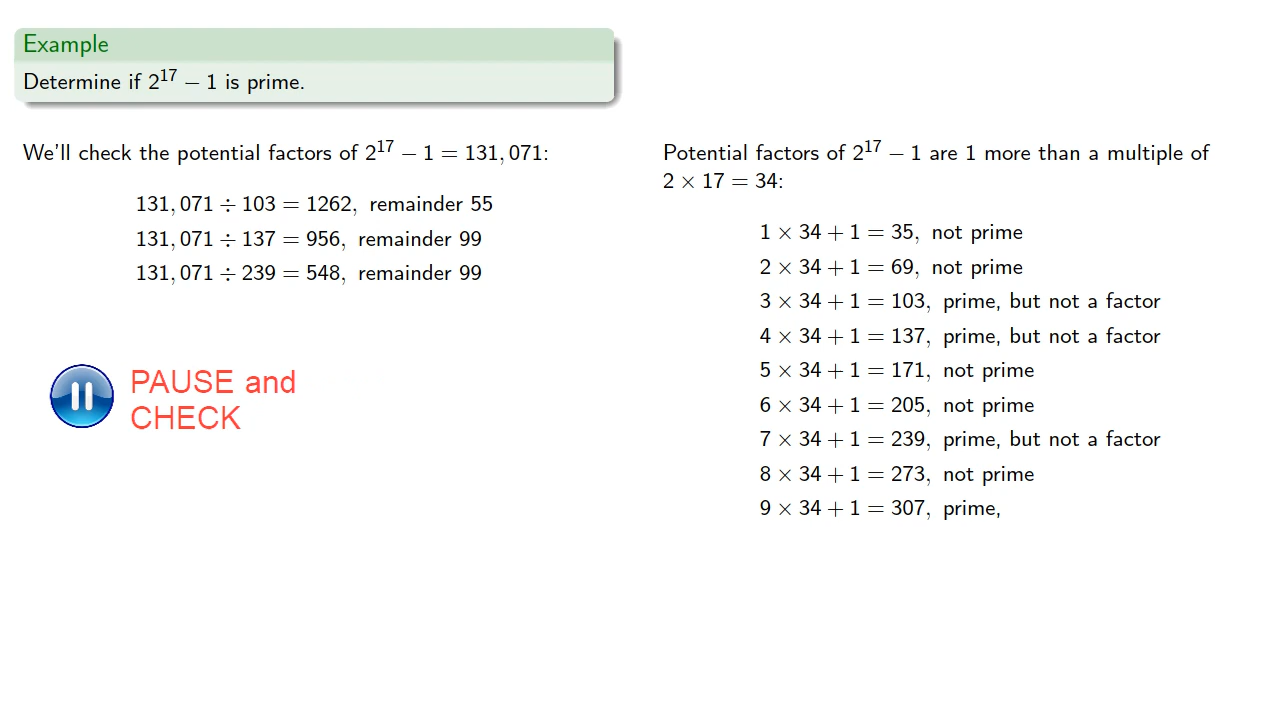 Example
Determine if 2^17 − 1 is prime.
We'll check the potential factors of 2^17 − 1 = 131,071:
131,071 ÷ 103 = 1262, remainder 55
131,071 ÷ 137 = 956, remainder 99
131,071 ÷ 239 = 548, remainder 99
PAUSE and
CHECK
Potential factors of 2^17 − 1 are 1 more than a multiple of
2 × 17 = 34:
1 × 34 + 1 = 35, not prime
2 × 34 + 1 = 69, not prime
3 × 34 + 1 = 103, prime, but not a factor
4 × 34 + 1 = 137, prime, but not a factor
5 × 34 + 1 = 171, not prime
6 × 34 + 1 = 205, not prime
7 × 34 + 1 = 239, prime, but not a factor
8 × 34 + 1 = 273, not prime
9 × 34 + 1 = 307, prime,